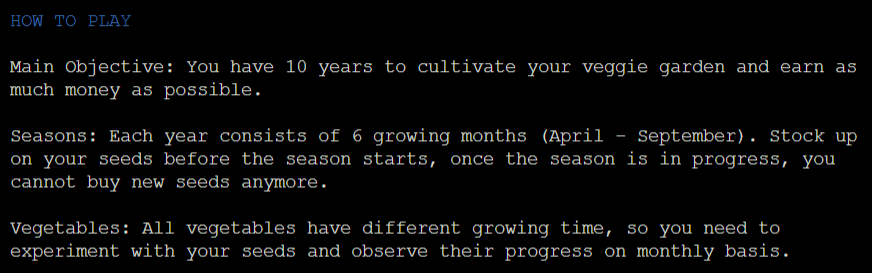 HOW TO PLAY
Main Objective: You have 10 years to cultivate your veggie garden and earn as
much money as possible.
Seasons: Each year consists of 6 growing months (April - September). Stock up
on your seeds before the season starts, once the season is in progress, you
cannot buy new seeds anymore.
Vegetables: All vegetables have different growing time, so you need to
experiment with your seeds and observe their progress on monthly basis.